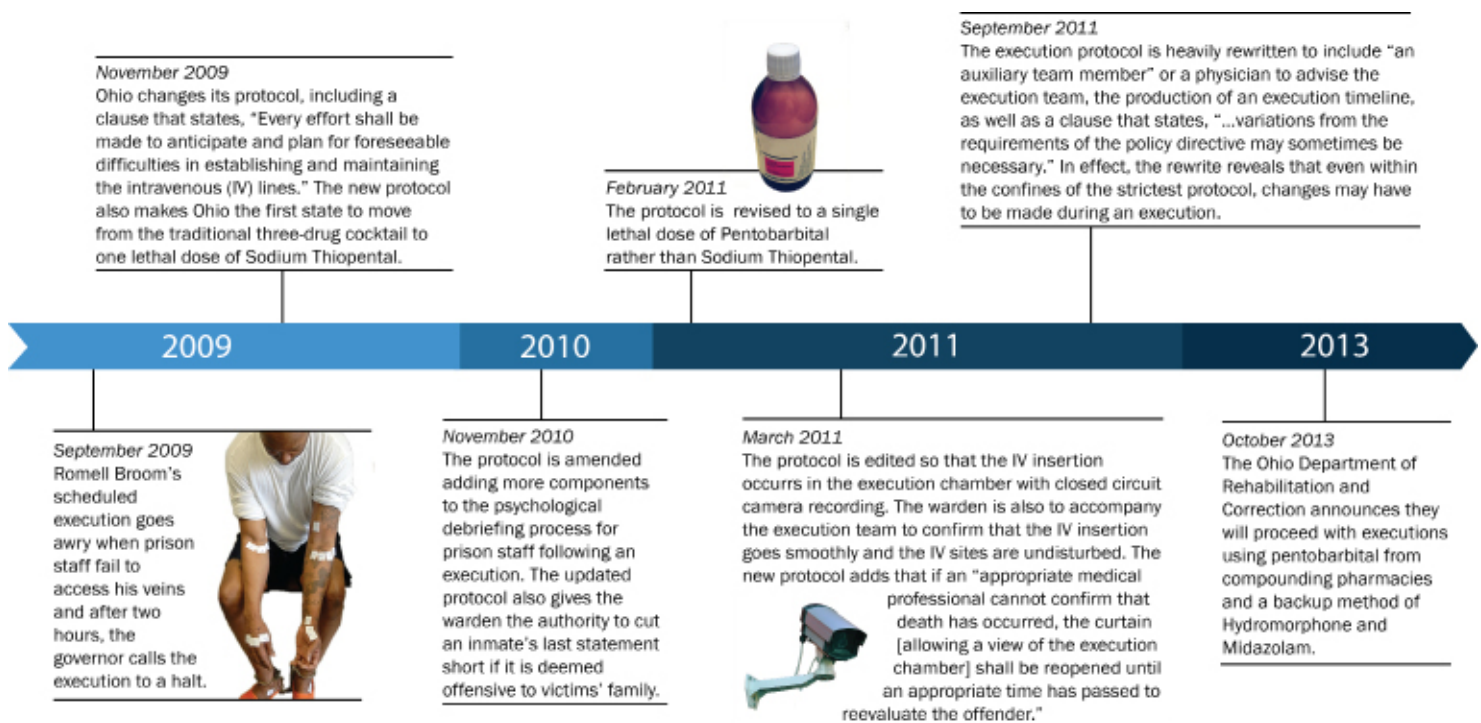 November 2009
Ohio changes its protocol, including a
clause that states, “Every effort shall be
made to anticipate and plan for foreseeable
difficulties in establishing and maintaining
the intravenous (IV) lines.” The new protocol
also makes Ohio the first state to move
from the traditional three-drug cocktail to
one lethal dose of Sodium Thiopental.
February 2011
The protocol is revised to a single
lethal dose of Pentobarbital
rather than Sodium Thiopental.
September 2011
The execution protocol is heavily rewritten to include “an
auxiliary team member” or a physician to advise the
execution team, the production of an execution timeline,
as well as a clause that states, “...variations from the
requirements of the policy directive may sometimes be
necessary.” In effect, the rewrite reveals that even within
the confines of the strictest protocol, changes may have
to be made during an execution.
2009
2010
2011
2013
September 2009
Romell Broom’s
scheduled
execution goes
awry when prison
staff fail to
access his veins
and after two
hours, the
governor calls the
execution to a halt.
November 2010
The protocol is amended
adding more components
to the psychological
debriefing process for
prison staff following an
execution. The updated
protocol also gives the
warden the authority to cut
an inmate’s last statement
short if it is deemed
offensive to victims’ family.
March 2011
The protocol is edited so that the IV insertion
occurrs in the execution chamber with closed circuit
camera recording. The warden is also to accompany
the execution team to confirm that the IV insertion
goes smoothly and the IV sites are undisturbed. The
new protocol adds that if an “appropriate medical
professional cannot confirm that
death has occurred, the curtain
[allowing a view of the execution
chamber] shall be reopened until
an appropriate time has passed to
reevaluate the offender.”
October 2013
The Ohio Department of
Rehabilitation and
Correction announces they
will proceed with executions
using pentobarbital from
compounding pharmacies
and a backup method of
Hydromorphone and
Midazolam.